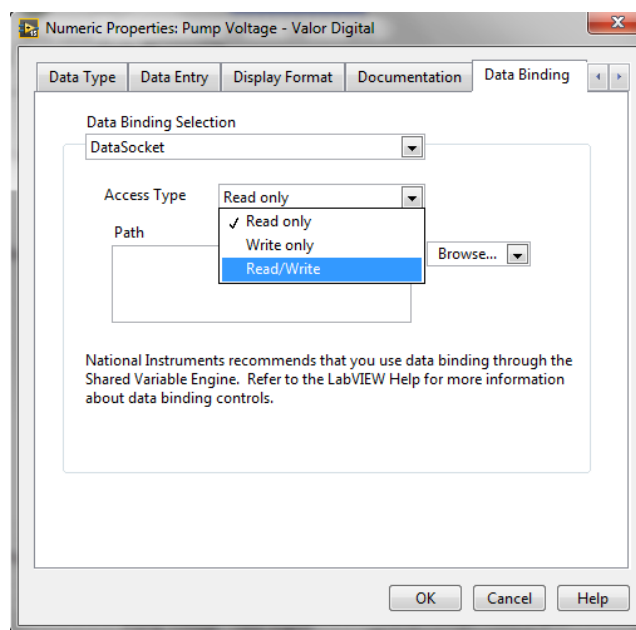 Numeric Properties: Pump Voltage - Valor Digital
Data Type Data Entry Display Format Documentation Data Binding
Data Binding Selection
DataSocket
Access Type Read only
Read only
Path
Write only
Browse...
Read/Write
National Instruments recommends that you use data binding through the
Shared Variable Engine. Refer to the LabVIEW Help for more information
about data binding controls.
OK Cancel Help